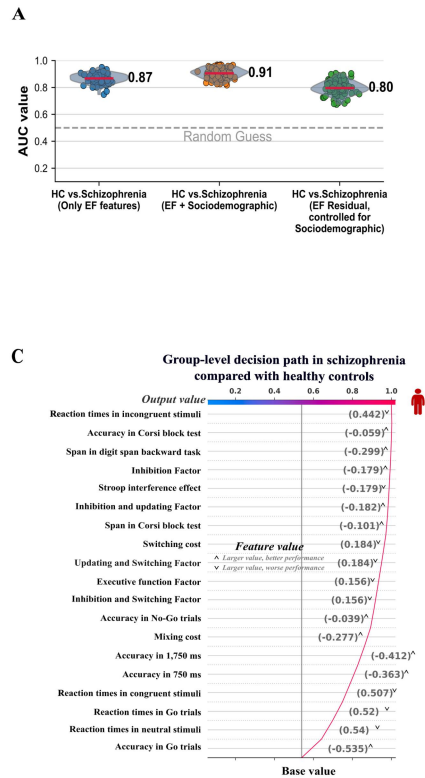 A
AUC value
1.0
0.8
0.6
0.4
0.2
0.87
0.91
0.80
Random Guess
HC vs.Schizophrenia
(Only EF features)
HC vs.Schizophrenia
(EF + Sociodemographic)
HC vs.Schizophrenia
(EF Residual,
controlled for
Sociodemographic)
C
Group-level decision path in schizophrenia
compared with healthy controls
Output value
0.2 0.4 0.6 0.8 1.0
Reaction times in incongruent stimuli (0.442)˅
Accuracy in Corsi block test (-0.059)^
Span in digit span backward task (-0.299)^
Inhibition Factor (-0.179)^
Stroop interference effect (-0.179)˅
Inhibition and updating Factor (-0.182)^
Span in Corsi block test (-0.101)^
Switching cost (0.184)˅
Feature value
^ Larger value, better performance
˅ Larger value, worse performance
Updating and Switching Factor (0.184)˅
Executive function Factor (0.156)˅
Inhibition and Switching Factor (0.156)˅
Accuracy in No-Go trials (-0.039)^
Mixing cost (-0.277)^
Accuracy in 1,750 ms (-0.412)^
Accuracy in 750 ms (-0.363)^
Reaction times in congruent stimuli (0.507)˅
Reaction times in Go trials (0.52) ˅
Reaction times in neutral stimuli (0.54) ˅
Accuracy in Go trials (-0.535)^
Base value